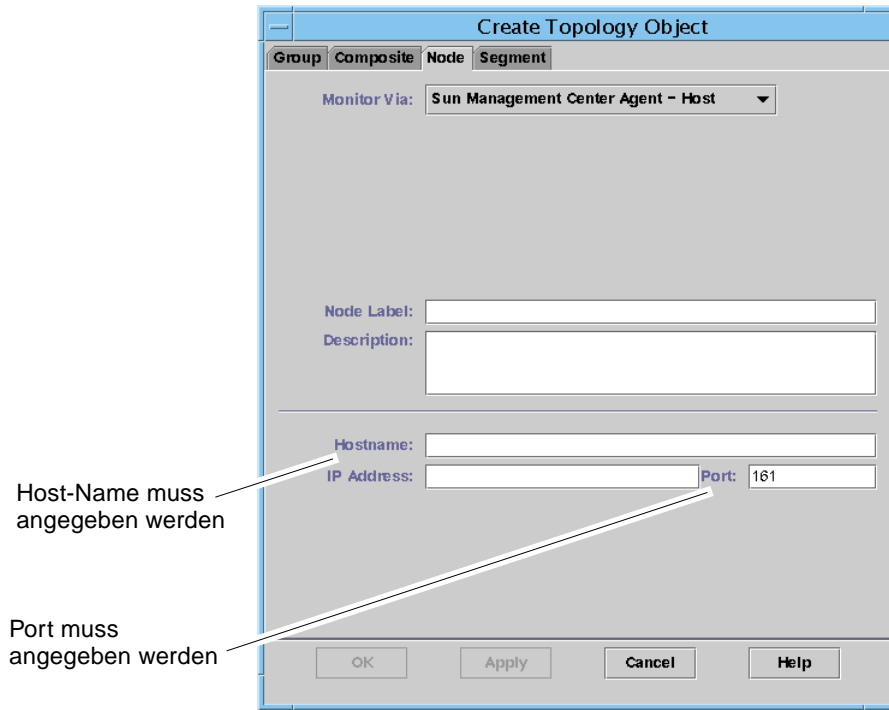 Create Topology Object
Group Composite Node Segment
Monitor Via: Sun Management Center Agent – Host
Node Label:
Description:
Hostname:
IP Address: Port: 161
Host-Name muss
angegeben werden
Port muss
angegeben werden
OK Apply Cancel Help